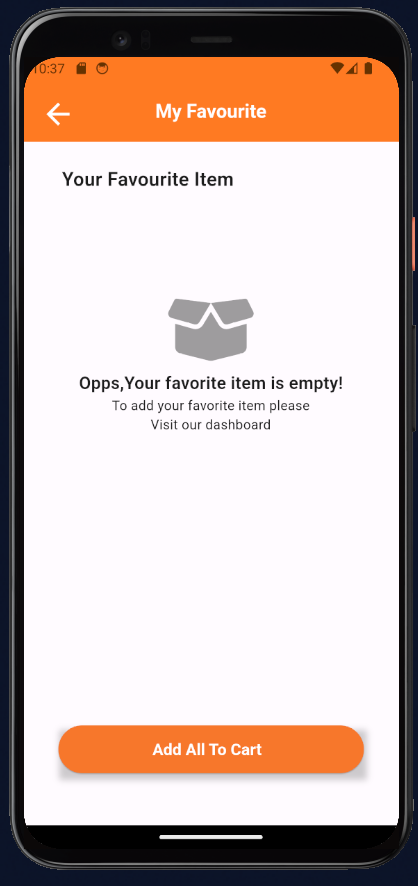 10:37
My Favourite
Your Favourite Item
Opps,Your favorite item is empty!
To add your favorite item please
Visit our dashboard
Add All To Cart